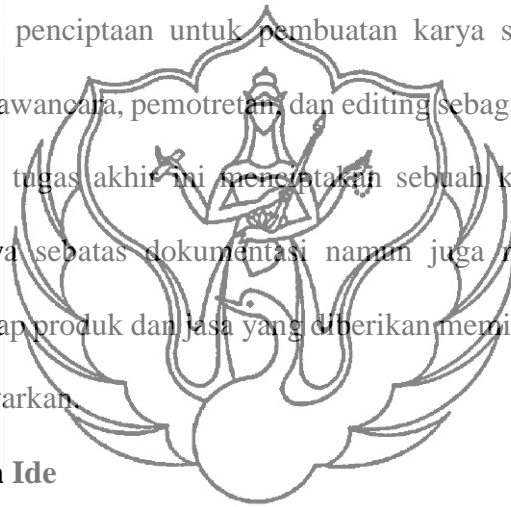 penciptaan untuk pembuatan karya s
awancara, pemotretan, dan editing sebag
tugas akhir ini menciptakan sebuah k
a sebatas dokumentasi namun juga
ap produk dan jasa yang diberikan memi
arkan.
Ide